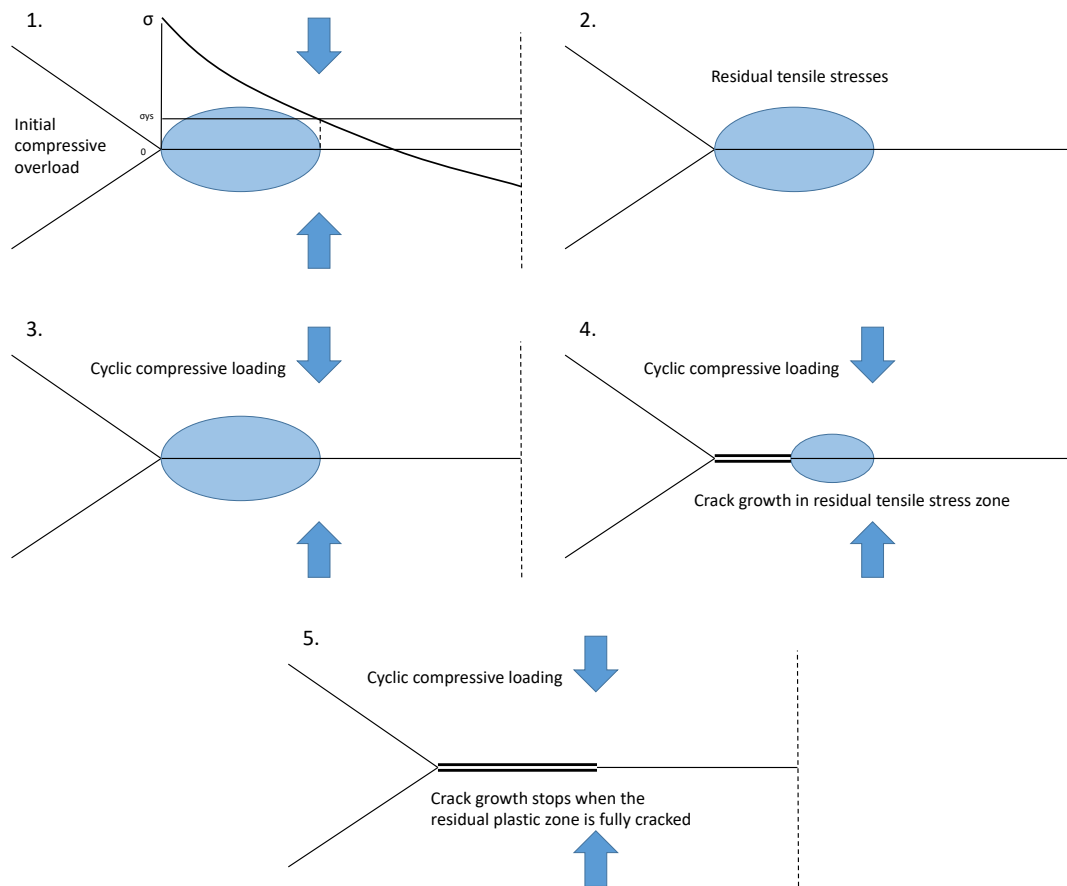 1.
σ
σys
Initial
compressive
overload
0
2.
Residual tensile stresses
3.
Cyclic compressive loading
4.
Cyclic compressive loading
Crack growth in residual tensile stress zone
5.
Cyclic compressive loading
Crack growth stops when the
residual plastic zone is fully cracked